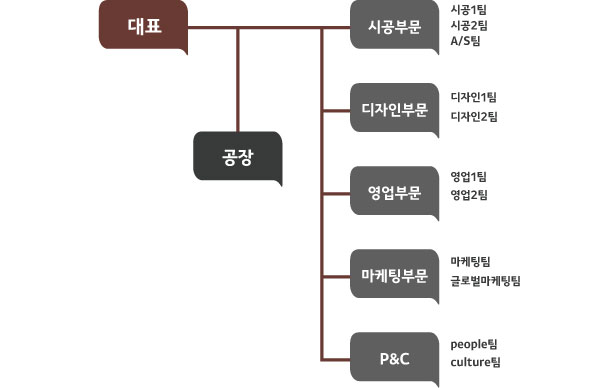 대표
공장
시공부문
시공1팀
시공2팀
A/S팀
디자인부문
디자인1팀
디자인2팀
영업부문
영업1팀
영업2팀
마케팅부문
마케팅팀
글로벌마케팅팀
P&C
people팀
culture팀